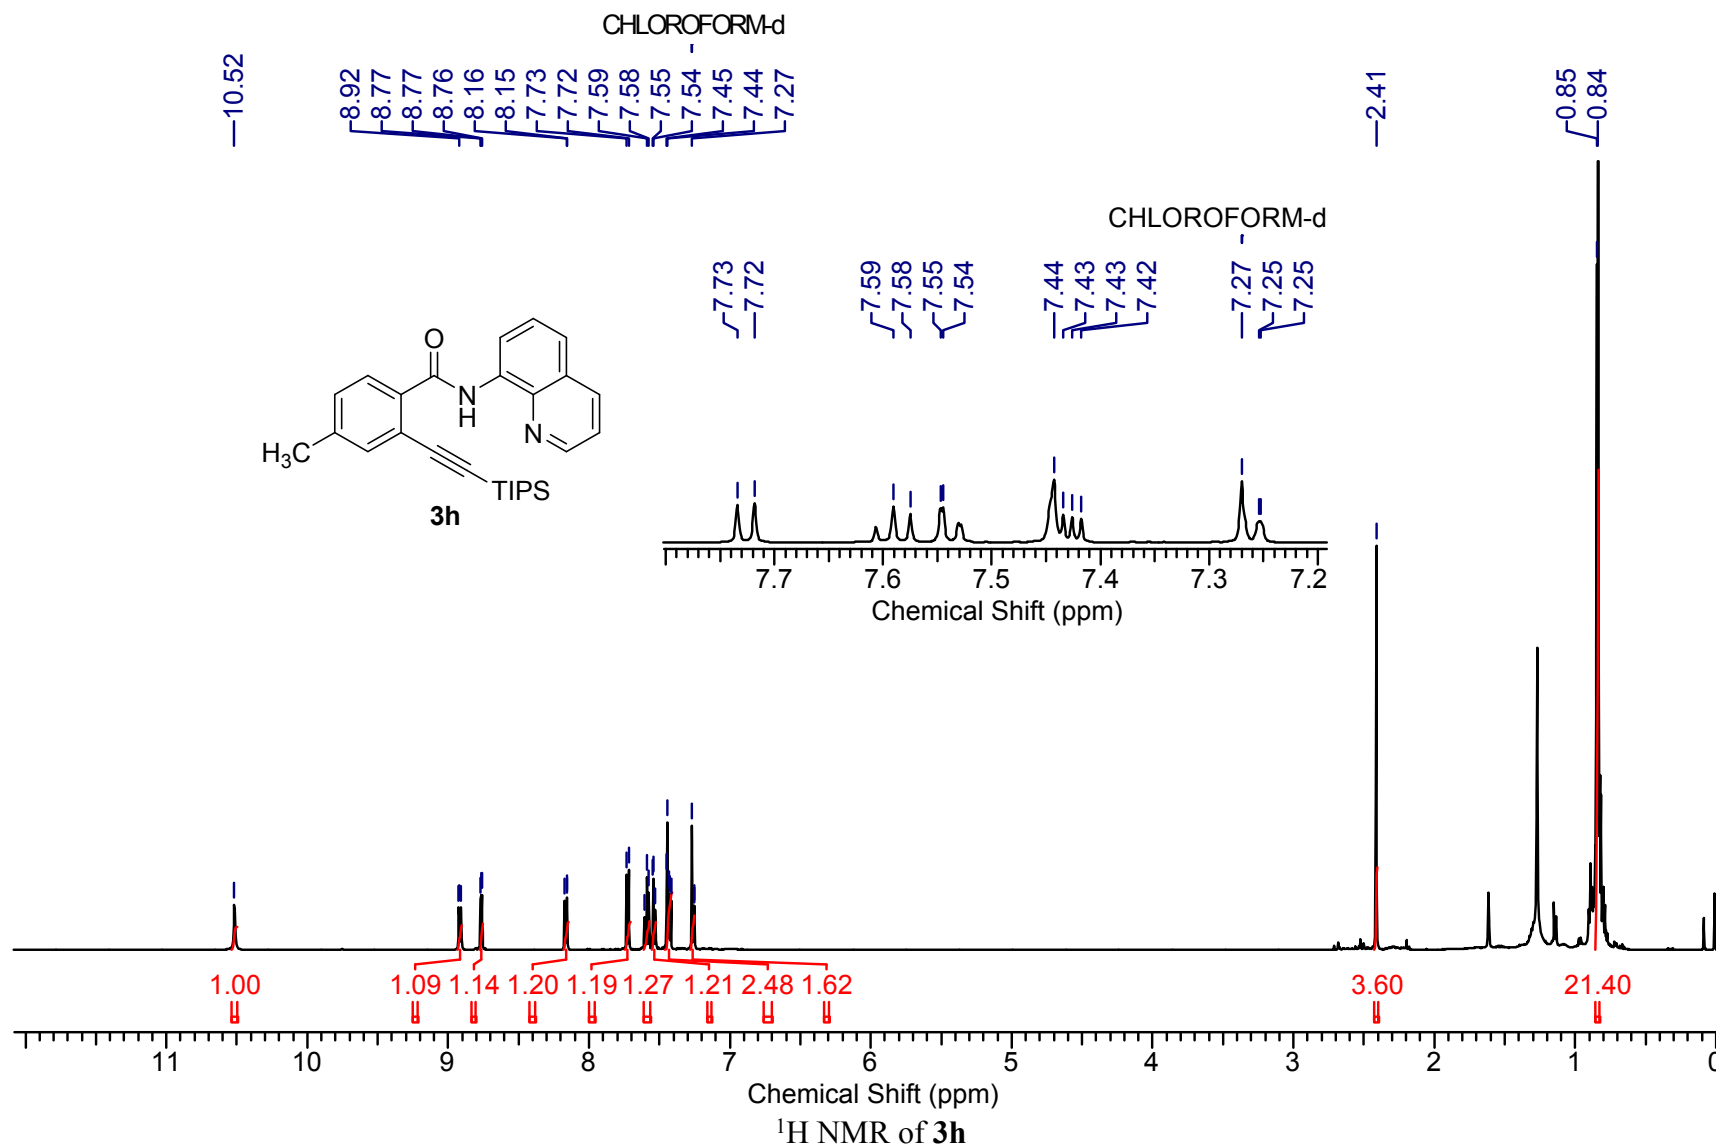 CHLOROFORM-d
10.52
8.92
8.77
8.77
8.76
8.16
8.15
7.73
7.72
7.59
7.58
7.55
7.54
7.45
7.44
7.27
2.41
0.85
0.84
CHLOROFORM-d
7.73
7.72
7.59
7.58
7.55
7.54
7.44
7.43
7.43
7.42
7.27
7.25
7.25
O
N
H
N
H₃C
TIPS
3h
7.7 7.6 7.5 7.4 7.3 7.2
Chemical Shift (ppm)
1.00 1.09 1.14 1.20 1.19 1.27 1.21 2.48 1.62 3.60 21.40
11 10 9 8 7 6 5 4 3 2 1 0
Chemical Shift (ppm)
¹H NMR of 3h